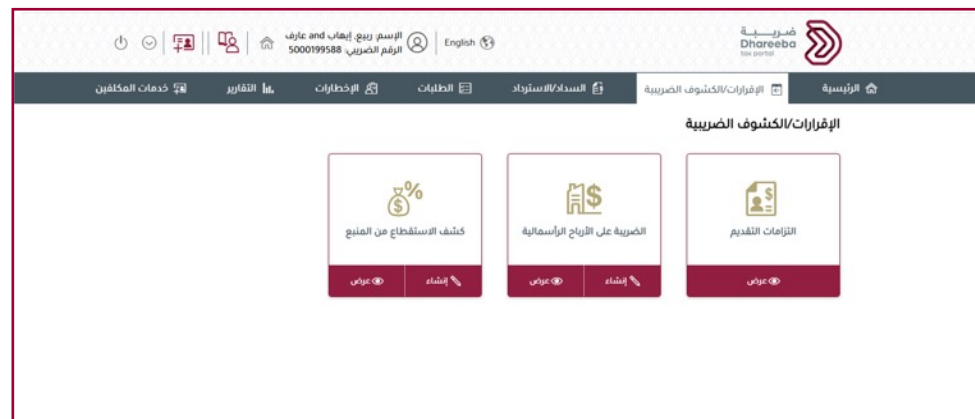 ضريبة
Dhareeba
tax portal
English
الإسم: ربيع. إيهاب and عارف
الرقم الضريبي: 5000199588
الرئيسية
الإقرارات/الكشوف الضريبية
السداد/الاسترداد
الطلبات
الإخطارات
التقارير
خدمات المكلفين
الإقرارات/الكشوف الضريبية
التزامات التقديم
عرض
الضريبة على الأرباح الرأسمالية
إنشاء
عرض
كشف الاستقطاع من المنبع
إنشاء
عرض